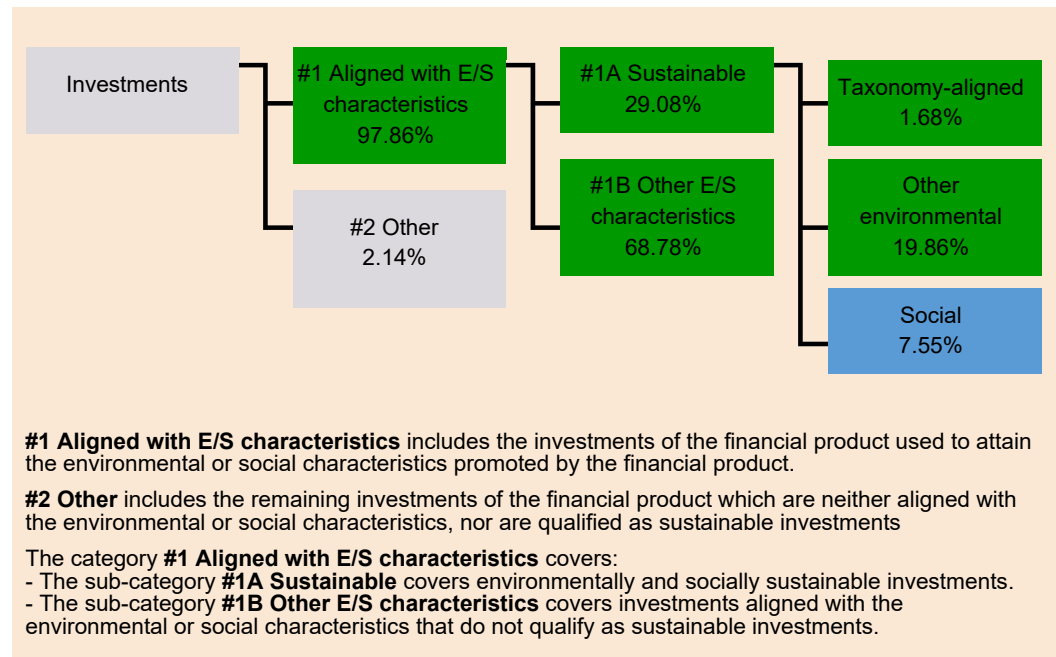 Investments
#1 Aligned with E/S
characteristics
97.86%
#2 Other
2.14%
#1A Sustainable
29.08%
#1B Other E/S
characteristics
68.78%
Taxonomy-aligned
1.68%
Other
environmental
19.86%
Social
7.55%
#1 Aligned with E/S characteristics includes the investments of the financial product used to attain
the environmental or social characteristics promoted by the financial product.
#2 Other includes the remaining investments of the financial product which are neither aligned with
the environmental or social characteristics, nor are qualified as sustainable investments
The category #1 Aligned with E/S characteristics covers:
- The sub-category #1A Sustainable covers environmentally and socially sustainable investments.
- The sub-category #1B Other E/S characteristics covers investments aligned with the
environmental or social characteristics that do not qualify as sustainable investments.